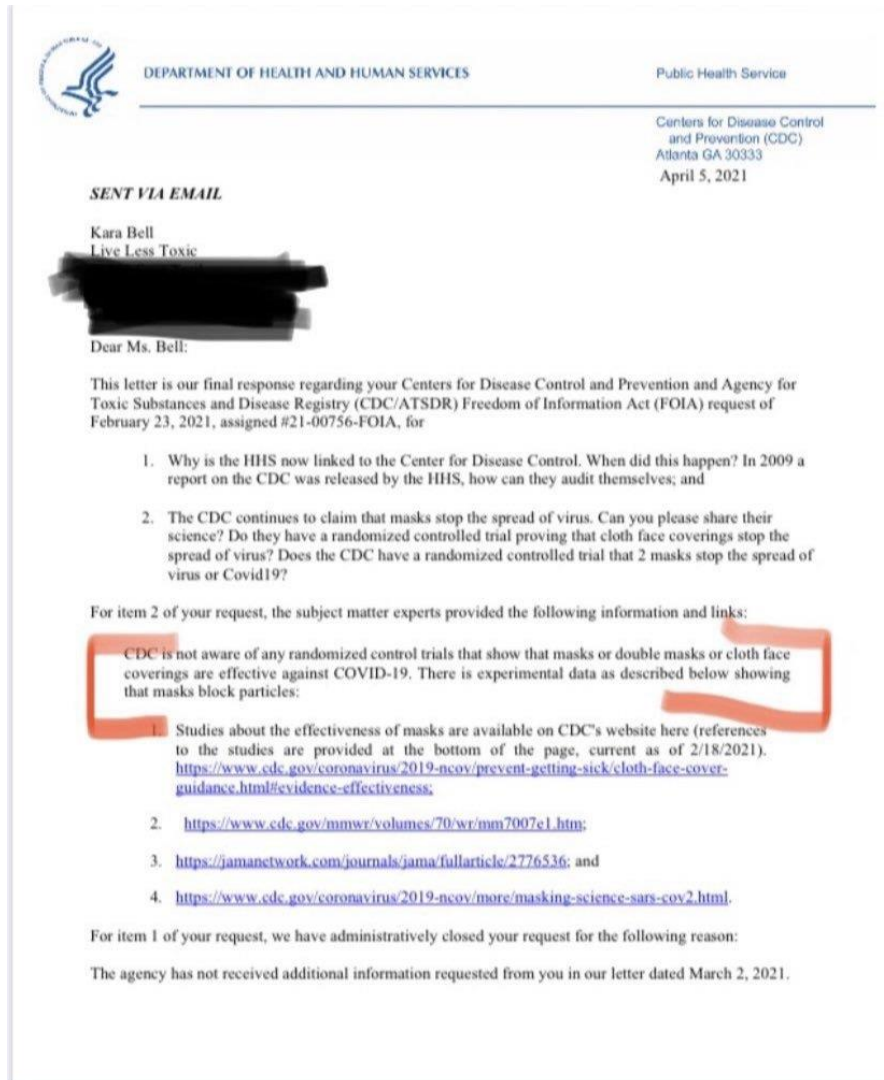 DEPARTMENT OF HEALTH AND HUMAN SERVICES
Public Health Service
Centers for Disease Control
and Prevention (CDC)
Atlanta GA 30333
April 5, 2021
SENT VIA EMAIL
Kara Bell
Live Less Toxic
Dear Ms. Bell:
This letter is our final response regarding your Centers for Disease Control and Prevention and Agency for
Toxic Substances and Disease Registry (CDC/ATSDR) Freedom of Information Act (FOIA) request of
February 23, 2021, assigned #21-00756-FOIA, for
1. Why is the HHS now linked to the Center for Disease Control. When did this happen? In 2009 a
report on the CDC was released by the HHS, how can they audit themselves; and
2. The CDC continues to claim that masks stop the spread of virus. Can you please share their
science? Do they have a randomized controlled trial proving that cloth face coverings stop the
spread of virus? Does the CDC have a randomized controlled trial that 2 masks stop the spread of
virus or Covid19?
For item 2 of your request, the subject matter experts provided the following information and links:
CDC is not aware of any randomized control trials that show that masks or double masks or cloth face
coverings are effective against COVID-19. There is experimental data as described below showing
that masks block particles:
1. Studies about the effectiveness of masks are available on CDC's website here (references
to the studies are provided at the bottom of the page, current as of 2/18/2021).
https://www.cdc.gov/coronavirus/2019-ncov/prevent-getting-sick/cloth-face-cover-
guidance.html#evidence-effectiveness;
2. https://www.cdc.gov/mmwr/volumes/70/wr/mm7007e1.htm;
3. https://jamanetwork.com/journals/jama/fullarticle/2776536; and
4. https://www.cdc.gov/coronavirus/2019-ncov/more/masking-science-sars-cov2.html.
For item 1 of your request, we have administratively closed your request for the following reason:
The agency has not received additional information requested from you in our letter dated March 2, 2021.